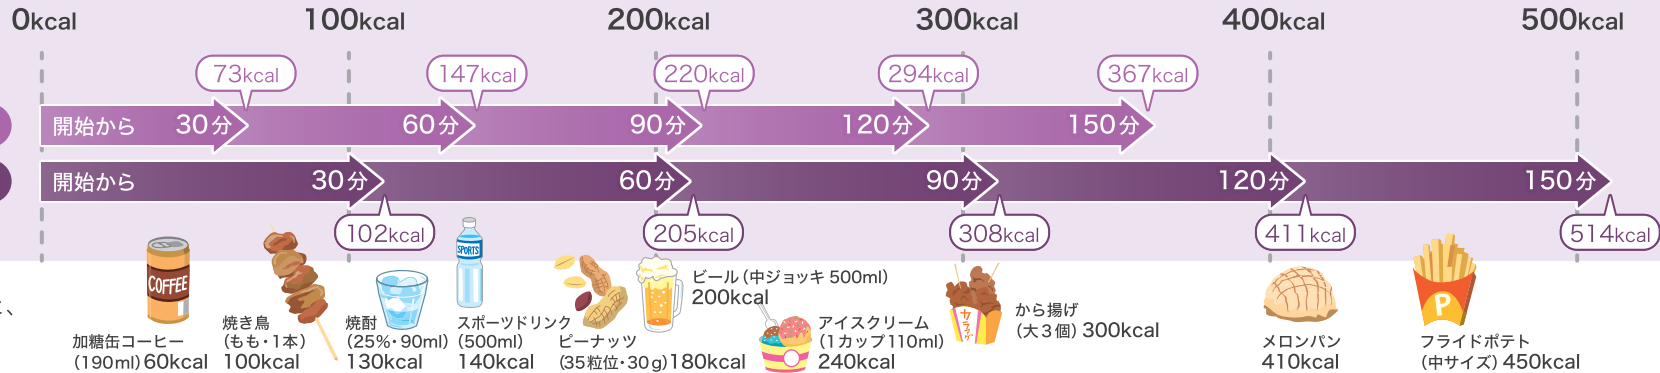 0kcal 100kcal 200kcal 300kcal 400kcal 500kcal
73kcal 147kcal 220kcal 294kcal 367kcal
開始から 30分 60分 90分 120分 150分
開始から 30分 60分 90分 120分 150分
102kcal 205kcal 308kcal 411kcal 514kcal
COFFEE
加糖缶コーヒー
（190ml）60kcal
焼き鳥
（もも・1本）
100kcal
焼酎
（25%・90ml）
130kcal
SPORTS
スポーツドリンク
（500ml）
140kcal
ピーナッツ
（35粒位・30g）180kcal
ビール（中ジョッキ 500ml）
200kcal
アイスクリーム
（1カップ110ml）
240kcal
カラアゲ
から揚げ
（大3個）300kcal
メロンパン
410kcal
P
フライドポテト
（中サイズ）450kcal